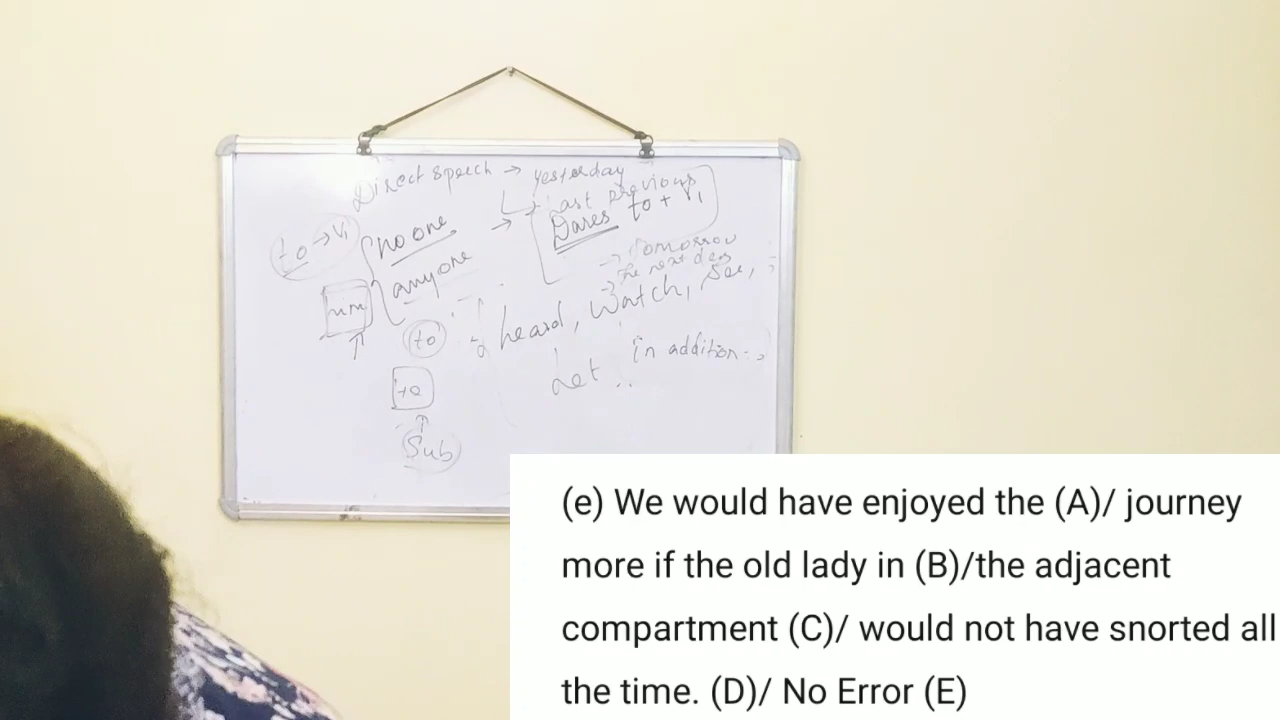 Direct speech → yesterday
Last previous
to → V1
no one → Dares to + V1
anyone
→ tomorrow
→ the next day
heard, watch, see,
to
Let .. in addition
to
Sub
(e) We would have enjoyed the (A)/ journey
more if the old lady in (B)/the adjacent
compartment (C)/ would not have snorted all
the time. (D)/ No Error (E)